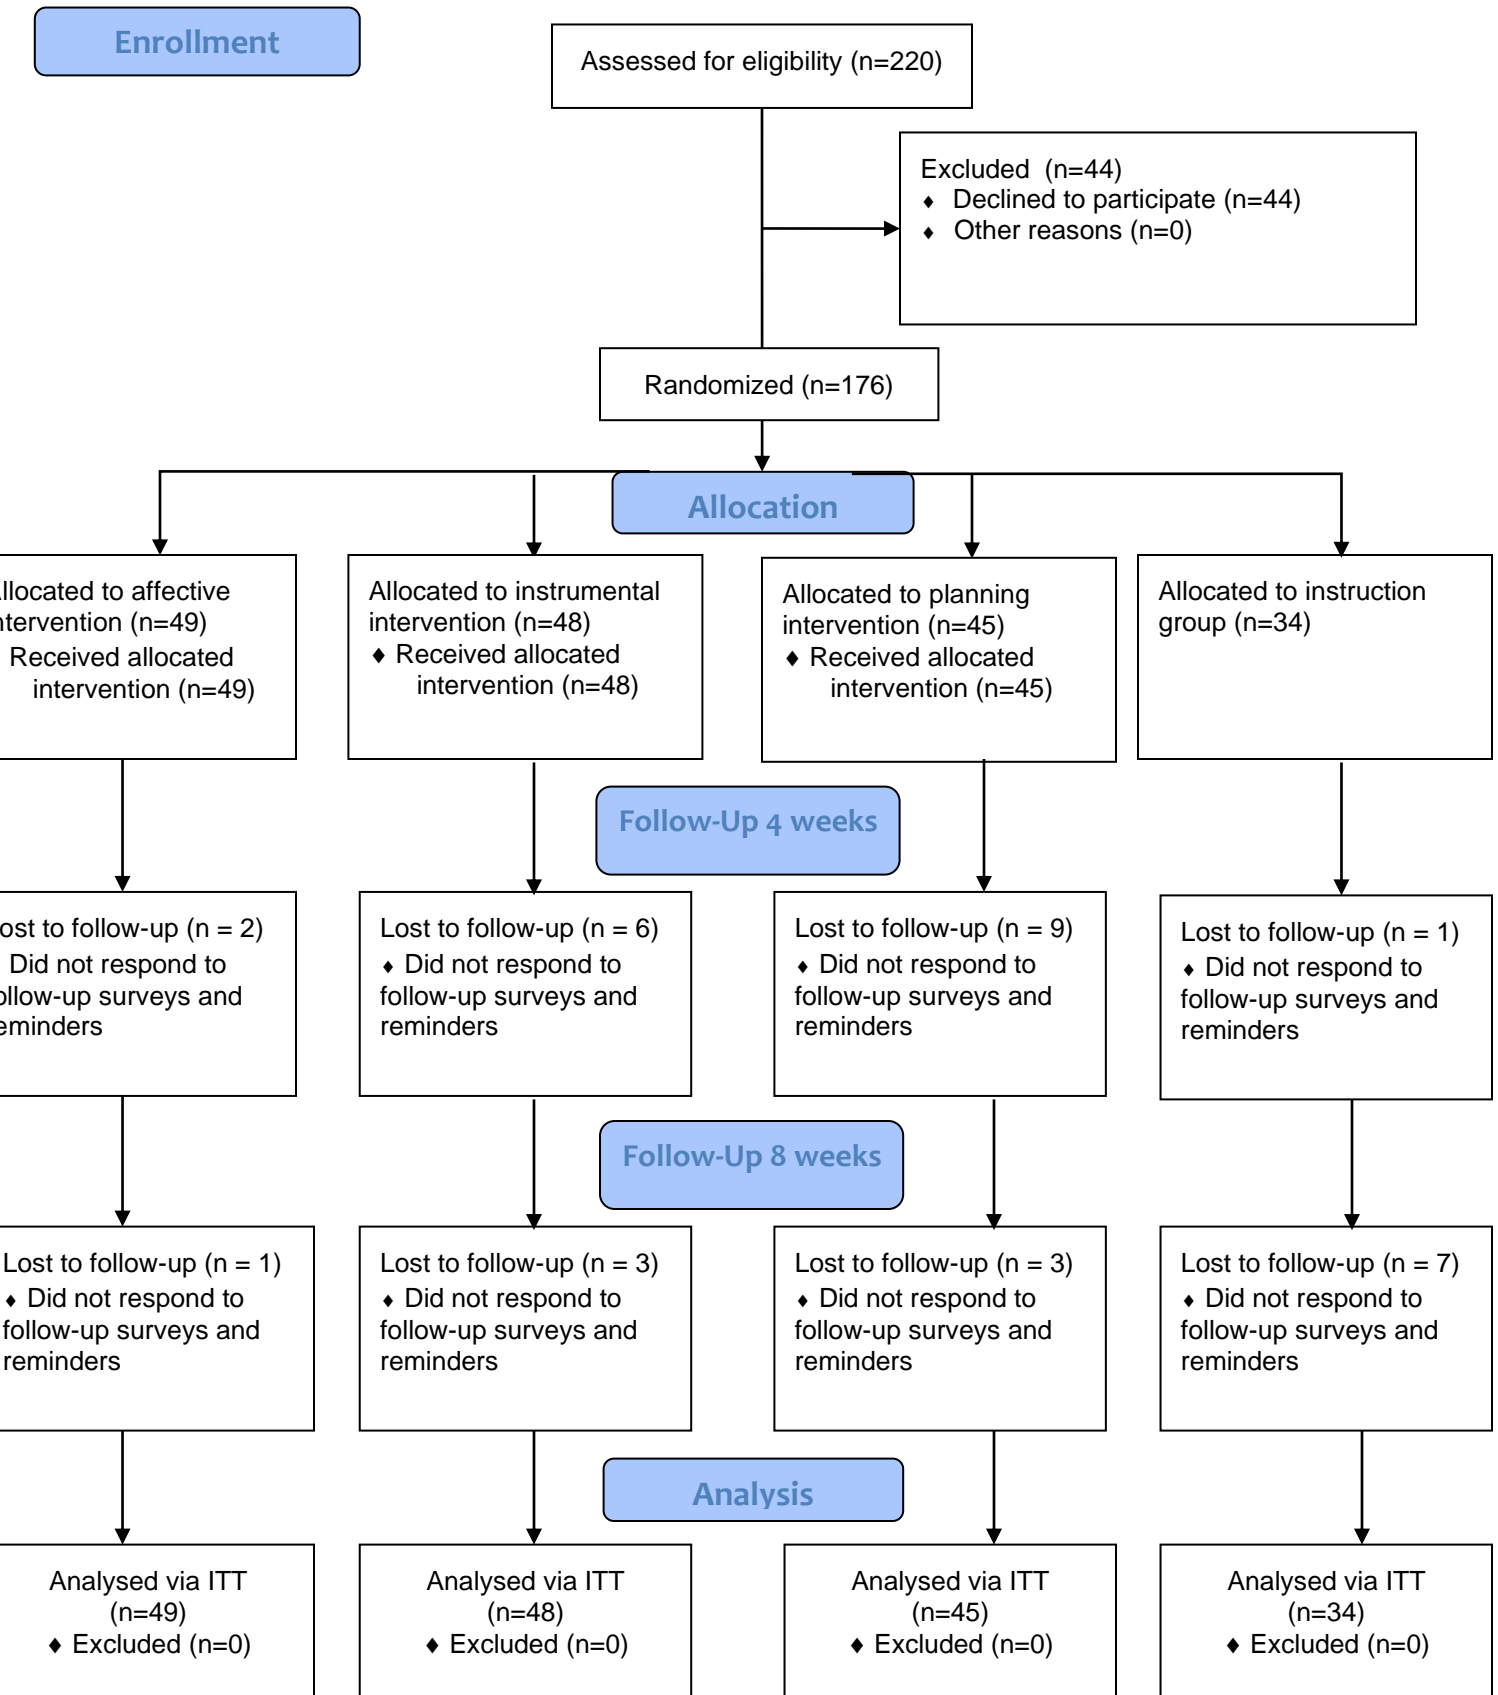 Enrollment
Assessed for eligibility (n=220)
Excluded  (n=44)
♦ Declined to participate (n=44)
♦ Other reasons (n=0)
Randomized (n=176)
Allocation
llocated to affective
ntervention (n=49)
Received allocated
intervention (n=49)
Allocated to instrumental
intervention (n=48)
♦ Received allocated
intervention (n=48)
Allocated to planning
intervention (n=45)
♦ Received allocated
intervention (n=45)
Allocated to instruction
group (n=34)
Follow-Up 4 weeks
ost to follow-up (n = 2)
Did not respond to
ollow-up surveys and
eminders
Lost to follow-up (n = 6)
♦ Did not respond to
follow-up surveys and
reminders
Lost to follow-up (n = 9)
♦ Did not respond to
follow-up surveys and
reminders
Lost to follow-up (n = 1)
♦ Did not respond to
follow-up surveys and
reminders
Follow-Up 8 weeks
Lost to follow-up (n = 1)
♦ Did not respond to
follow-up surveys and
reminders
Lost to follow-up (n = 3)
♦ Did not respond to
follow-up surveys and
reminders
Lost to follow-up (n = 3)
♦ Did not respond to
follow-up surveys and
reminders
Lost to follow-up (n = 7)
♦ Did not respond to
follow-up surveys and
reminders
Analysis
Analysed via ITT
(n=49)
♦ Excluded (n=0)
Analysed via ITT
(n=48)
♦ Excluded (n=0)
Analysed via ITT
(n=45)
♦ Excluded (n=0)
Analysed via ITT
(n=34)
♦ Excluded (n=0)